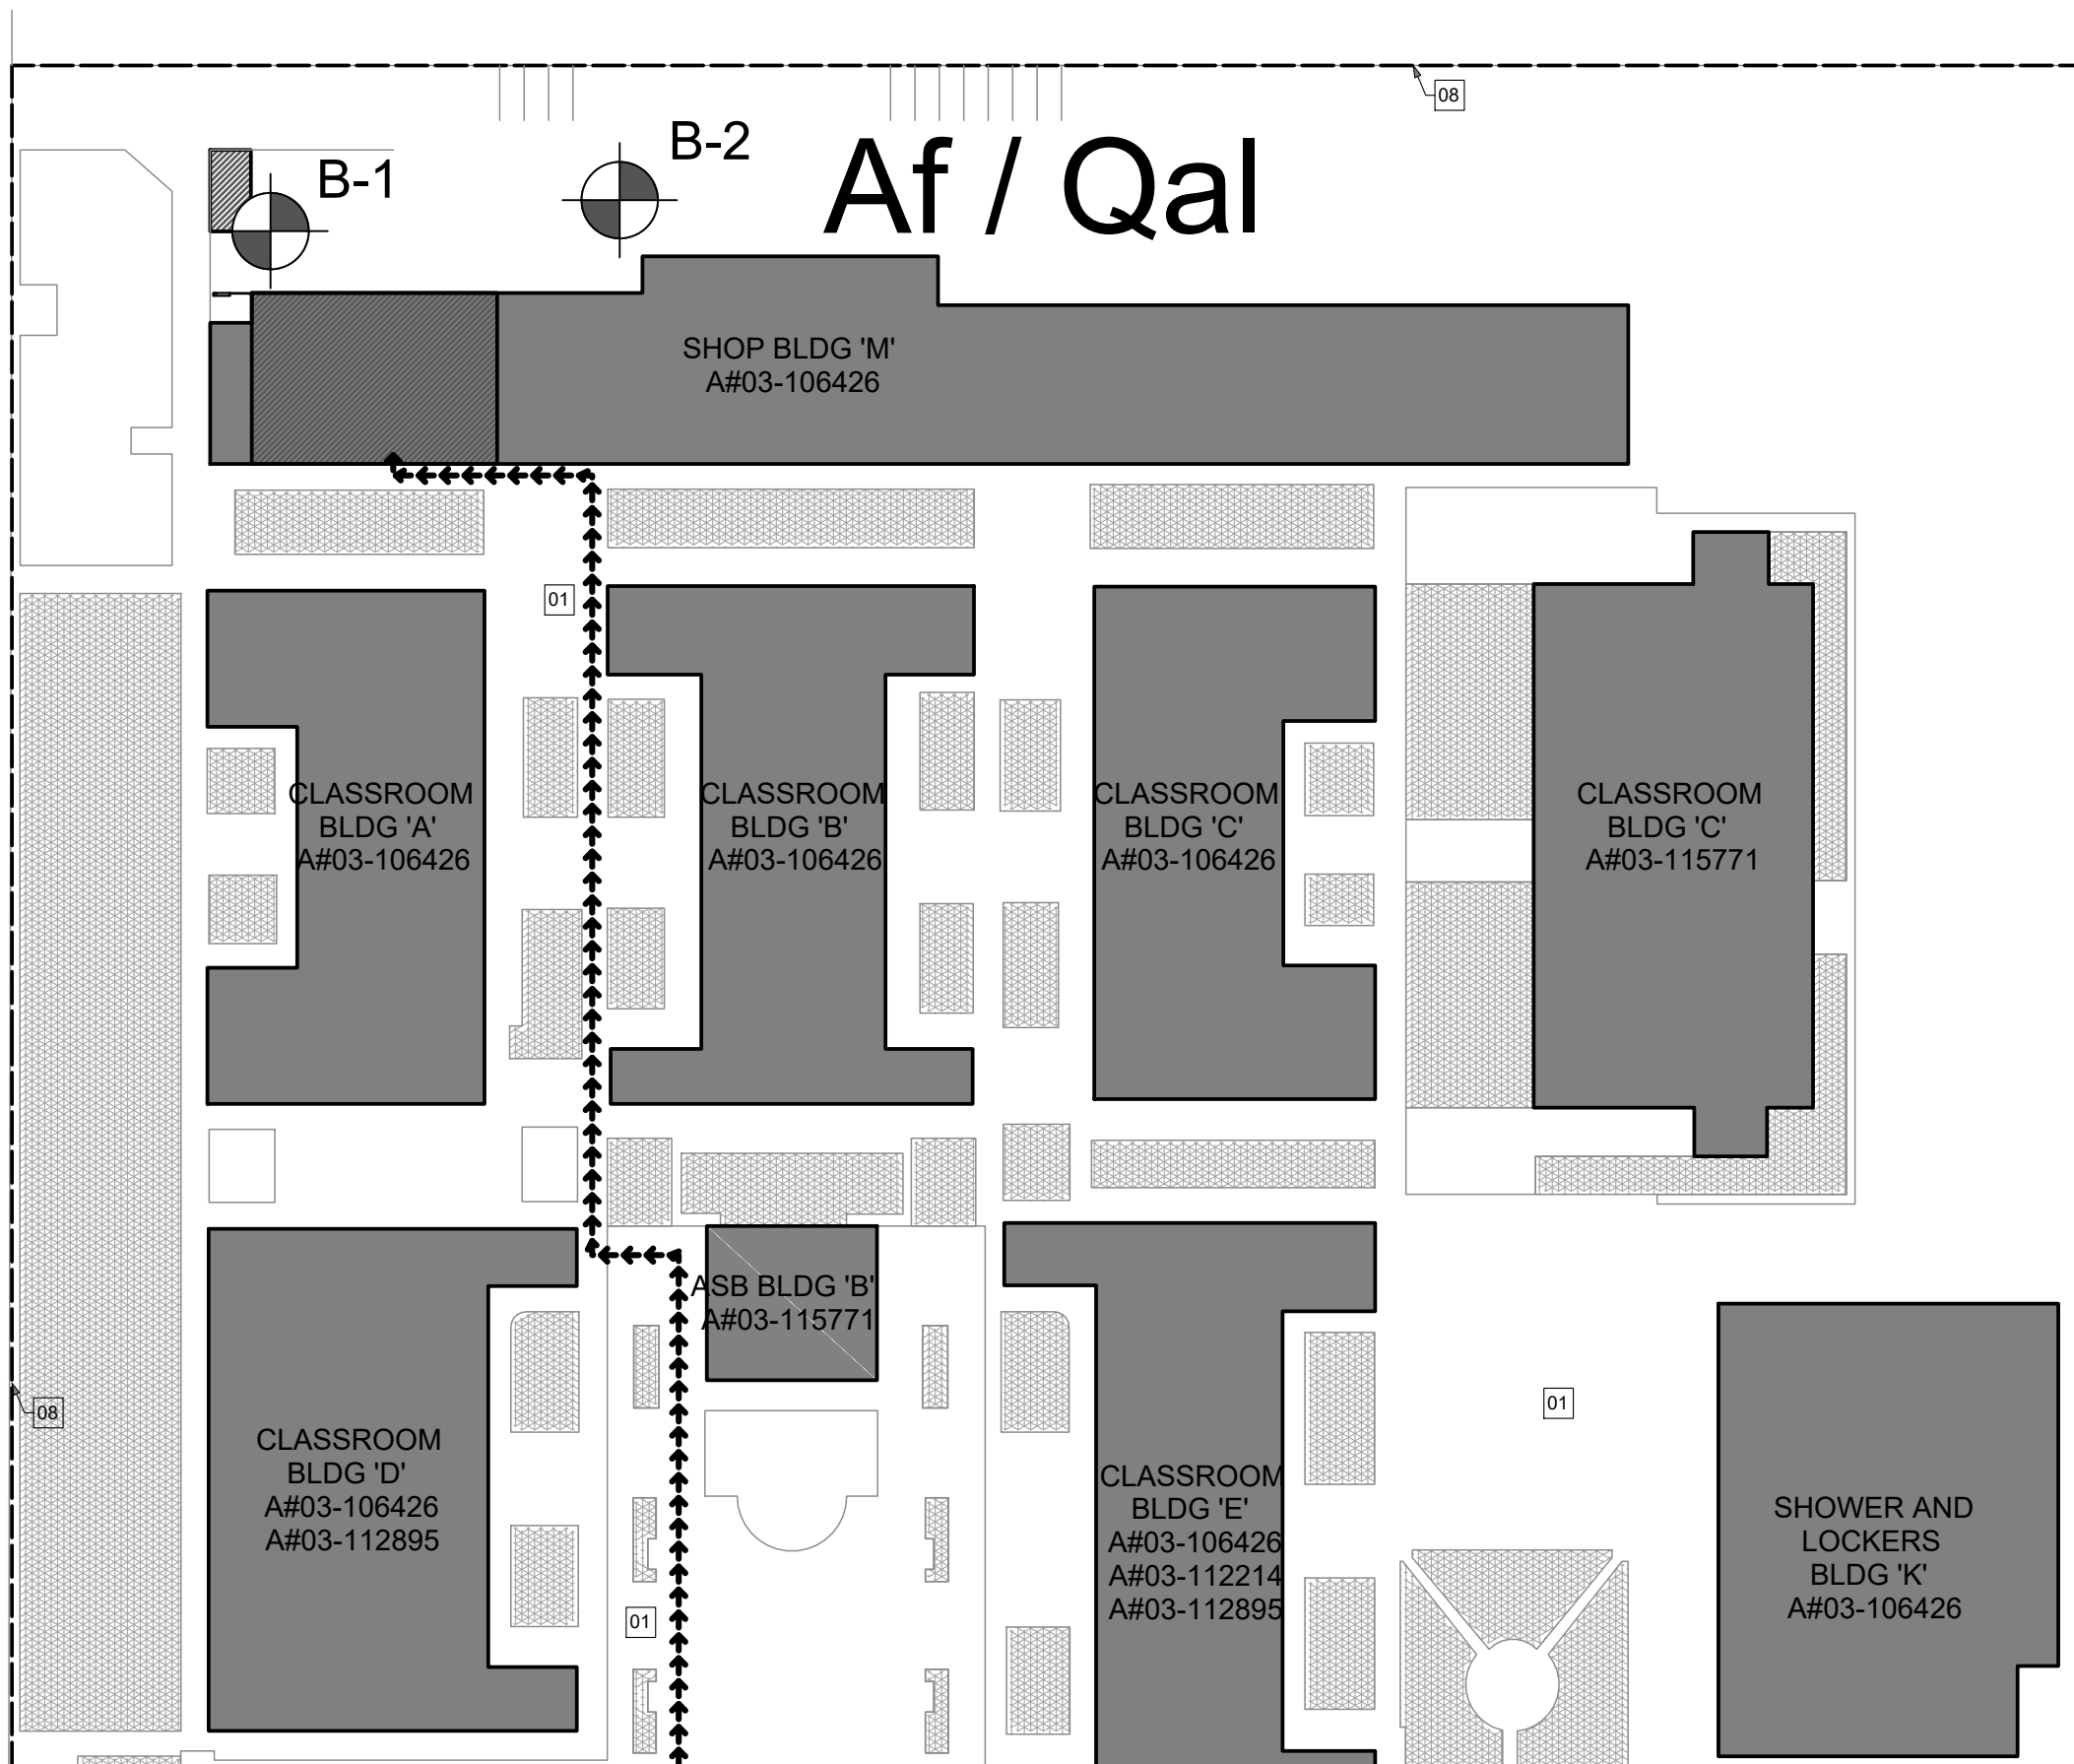 08
B-2
B-1
Af / Qal
SHOP BLDG 'M'
A#03-106426
01
CLASSROOM
BLDG 'A'
A#03-106426
CLASSROOM
BLDG 'B'
A#03-106426
CLASSROOM
BLDG 'C'
A#03-106426
CLASSROOM
BLDG 'C'
A#03-115771
ASB BLDG 'B'
A#03-115771
08
01
CLASSROOM
BLDG 'D'
A#03-106426
A#03-112895
CLASSROOM
BLDG 'E'
A#03-106426
A#03-112214
A#03-112895
SHOWER AND
LOCKERS
BLDG 'K'
A#03-106426
01